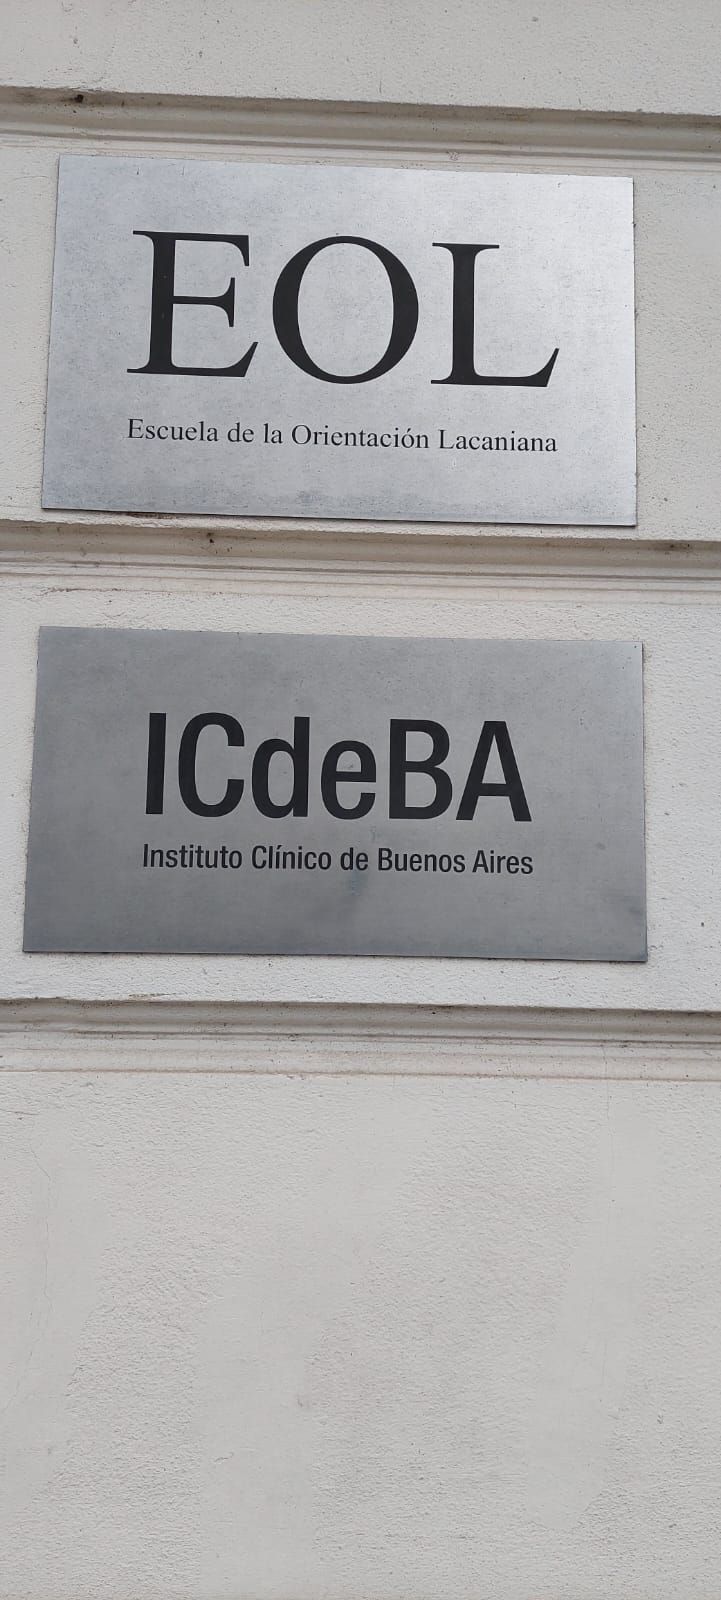 EOL
Escuela de la Orientación Lacaniana
ICdeBA
Instituto Clínico de Buenos Aires